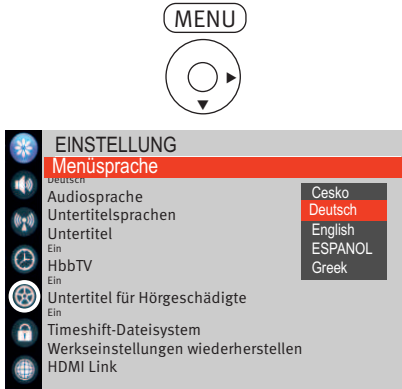 MENU
EINSTELLUNG
Menüsprache
Deutsch
Audiosprache
Untertitelsprachen
Untertitel
Ein
HbbTV
Ein
Untertitel für Hörgeschädigte
Ein
Timeshift-Dateisystem
Werkseinstellungen wiederherstellen
HDMI Link
Cesko
Deutsch
English
ESPANOL
Greek